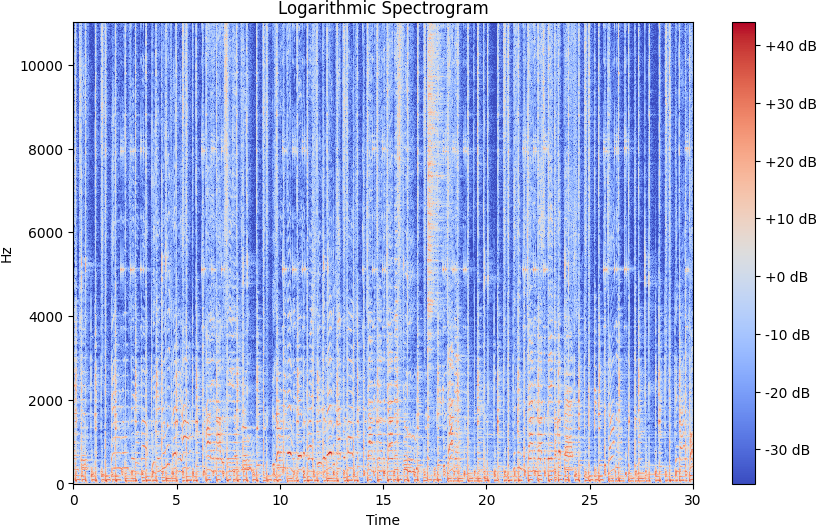 Logarithmic Spectrogram
10000
8000
6000
4000
2000
0
Hz
0 5 10 15 20 25 30
Time
+40 dB
+30 dB
+20 dB
+10 dB
+0 dB
-10 dB
-20 dB
-30 dB